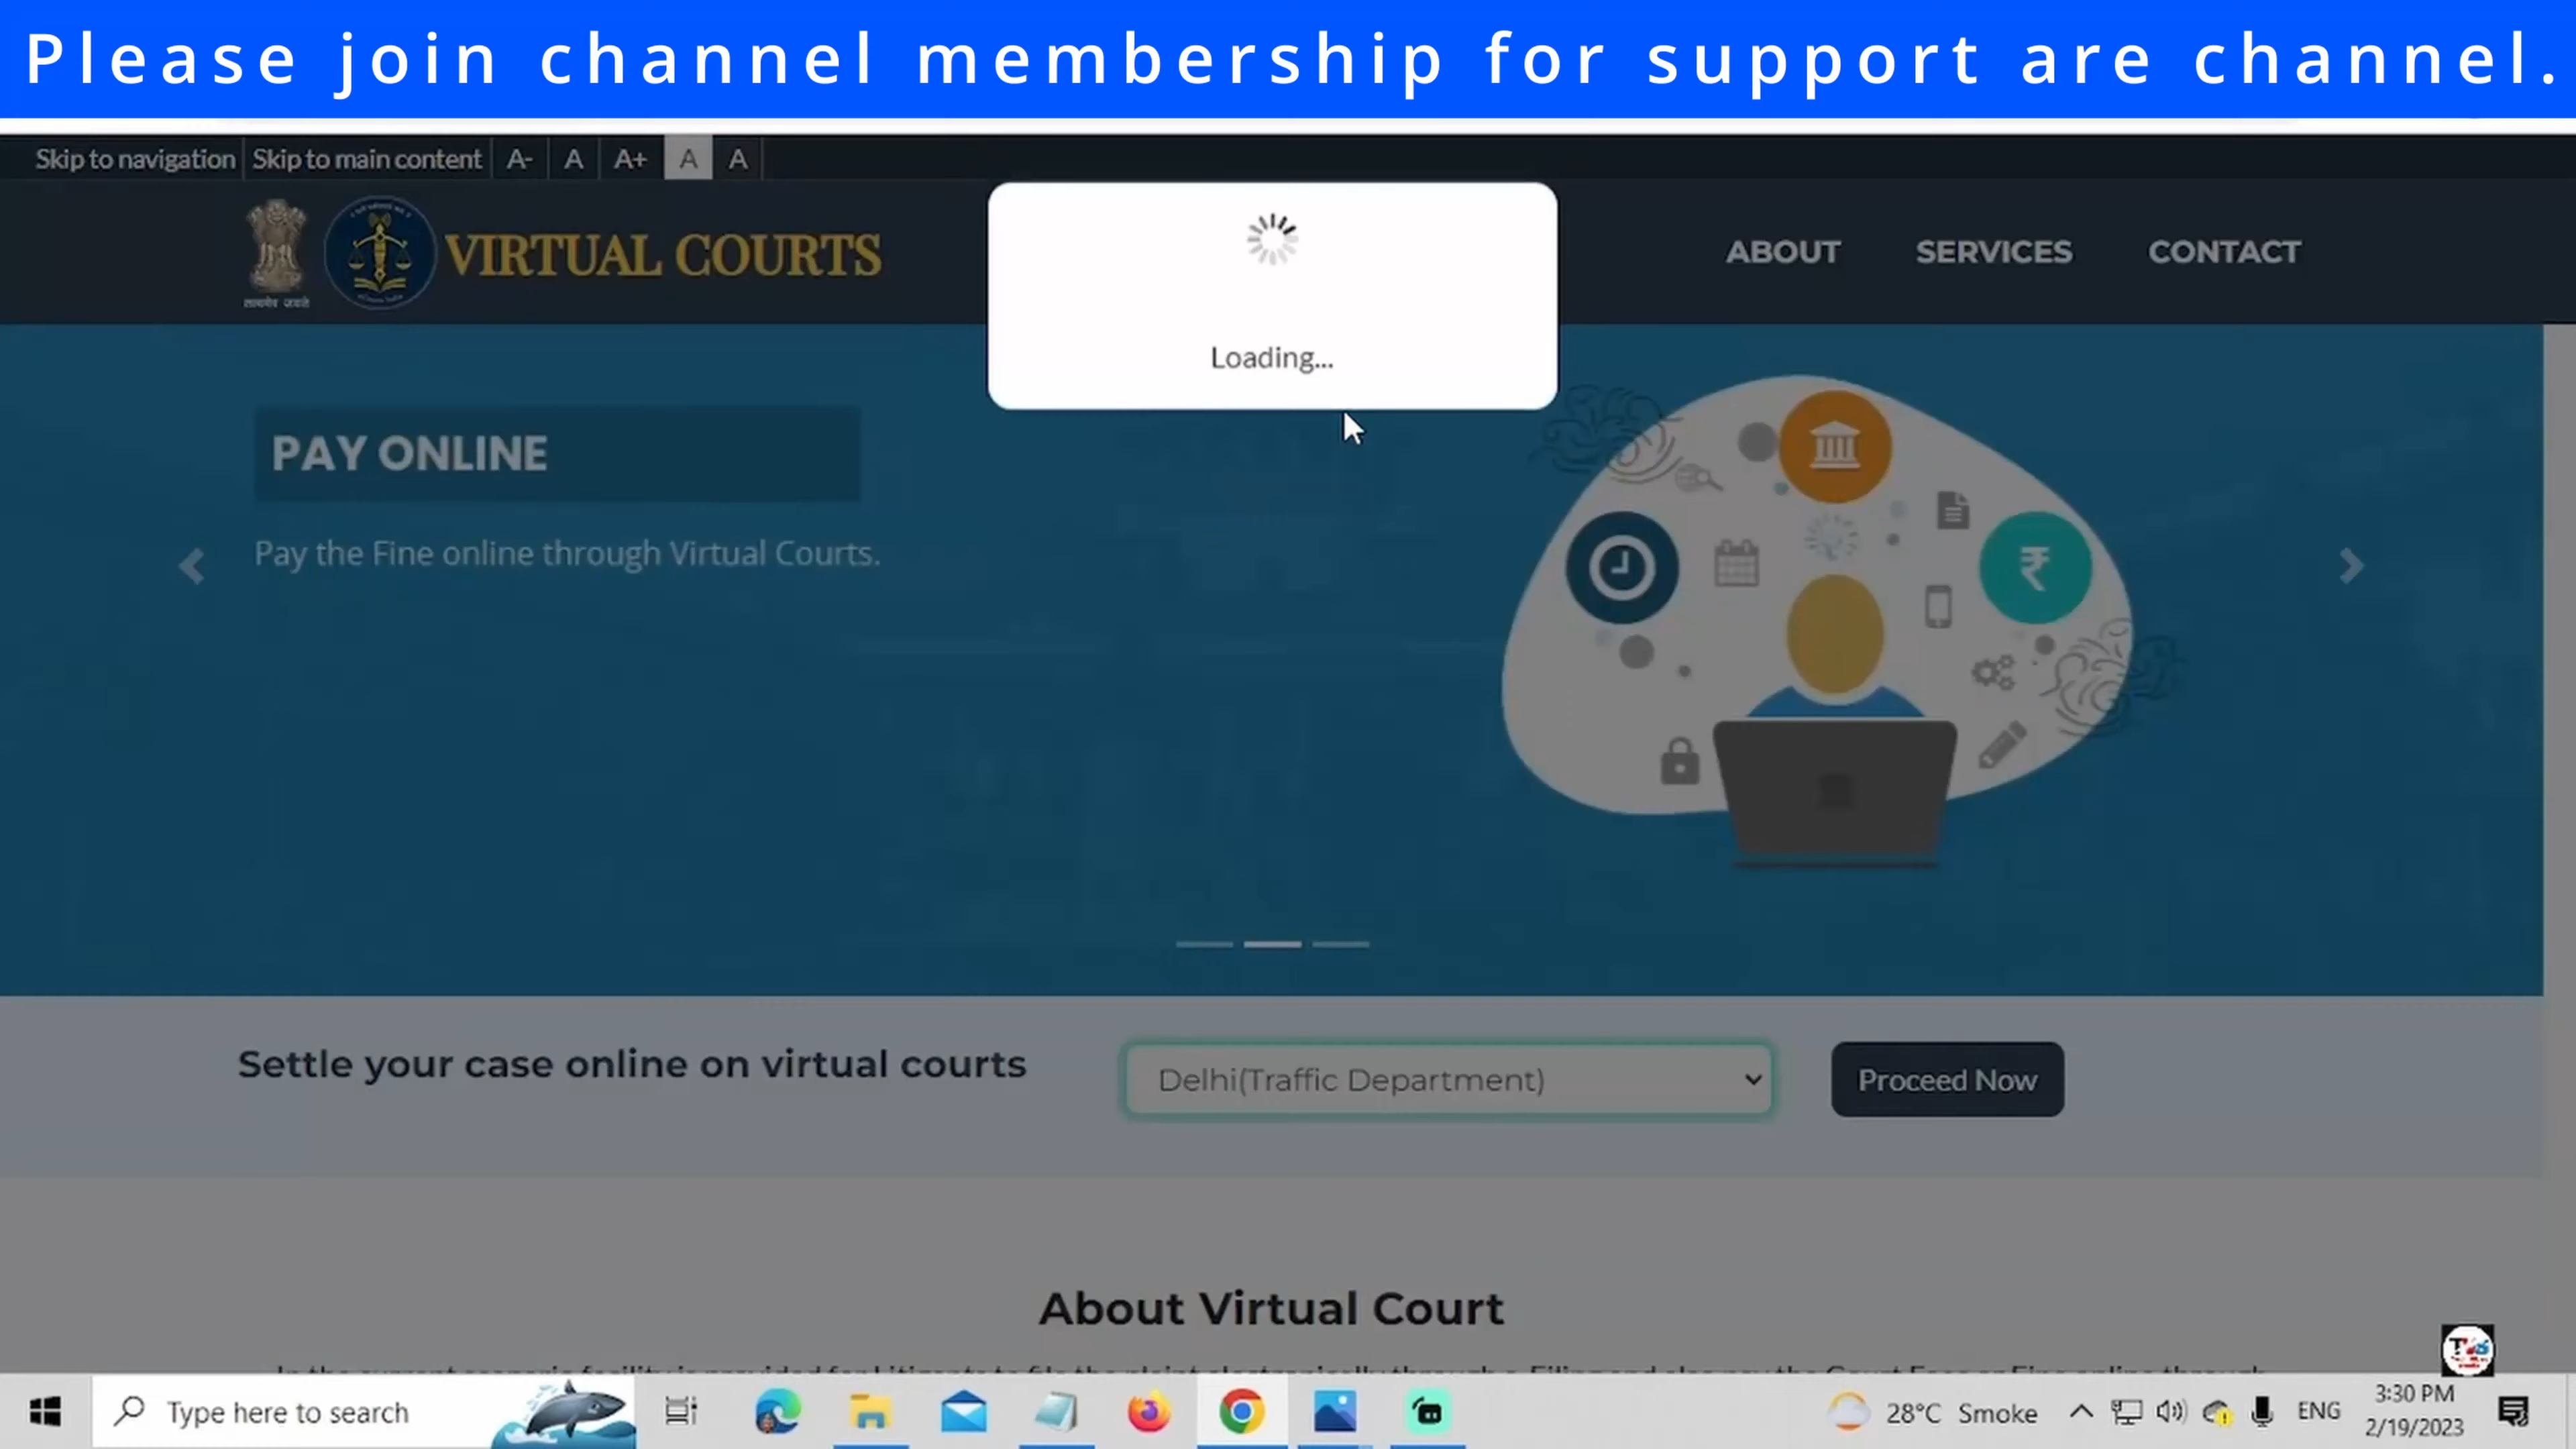 Please join channel membership for support are channel.
Skip to navigation Skip to main content A- A A+ A A
सत्यमेव जयते
VIRTUAL COURTS
ABOUT SERVICES CONTACT
Loading...
PAY ONLINE
Pay the Fine online through Virtual Courts.
Settle your case online on virtual courts
Delhi(Traffic Department)
Proceed Now
About Virtual Court
Type here to search
28°C Smoke
ENG
3:30 PM
2/19/2023